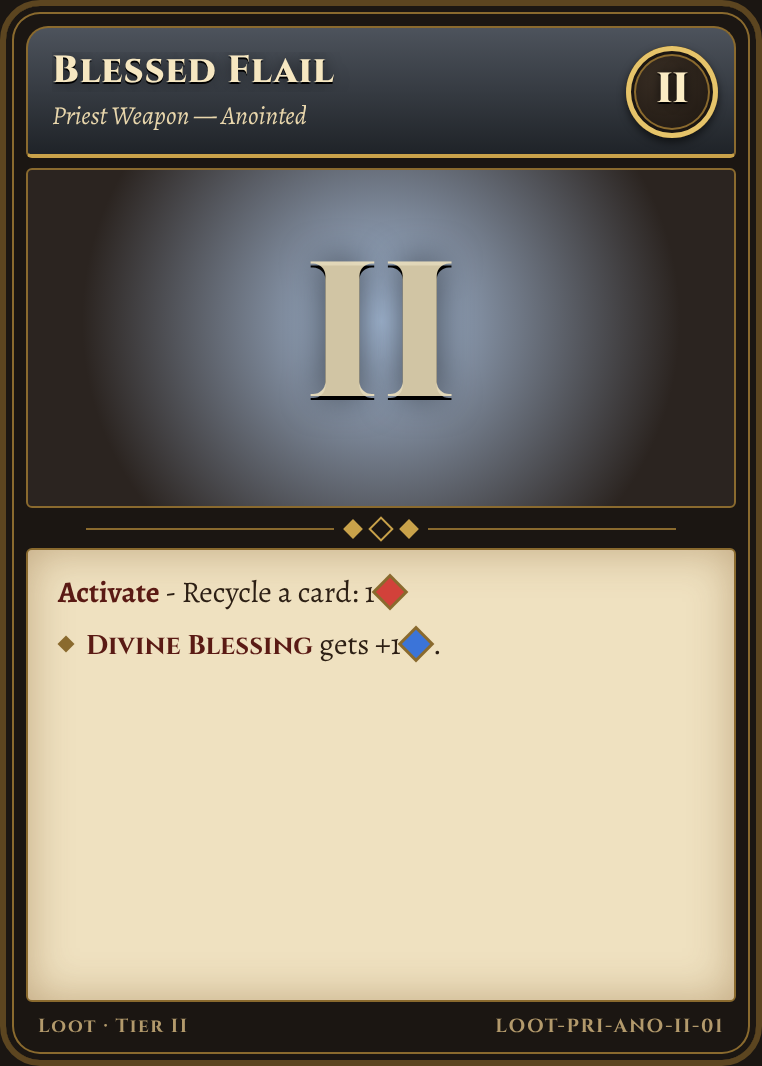 Blessed Flail
II
Priest Weapon — Anointed
II
Activate - Recycle a card: 1
Divine Blessing gets +1.
Loot · Tier II
LOOT-PRI-ANO-II-01